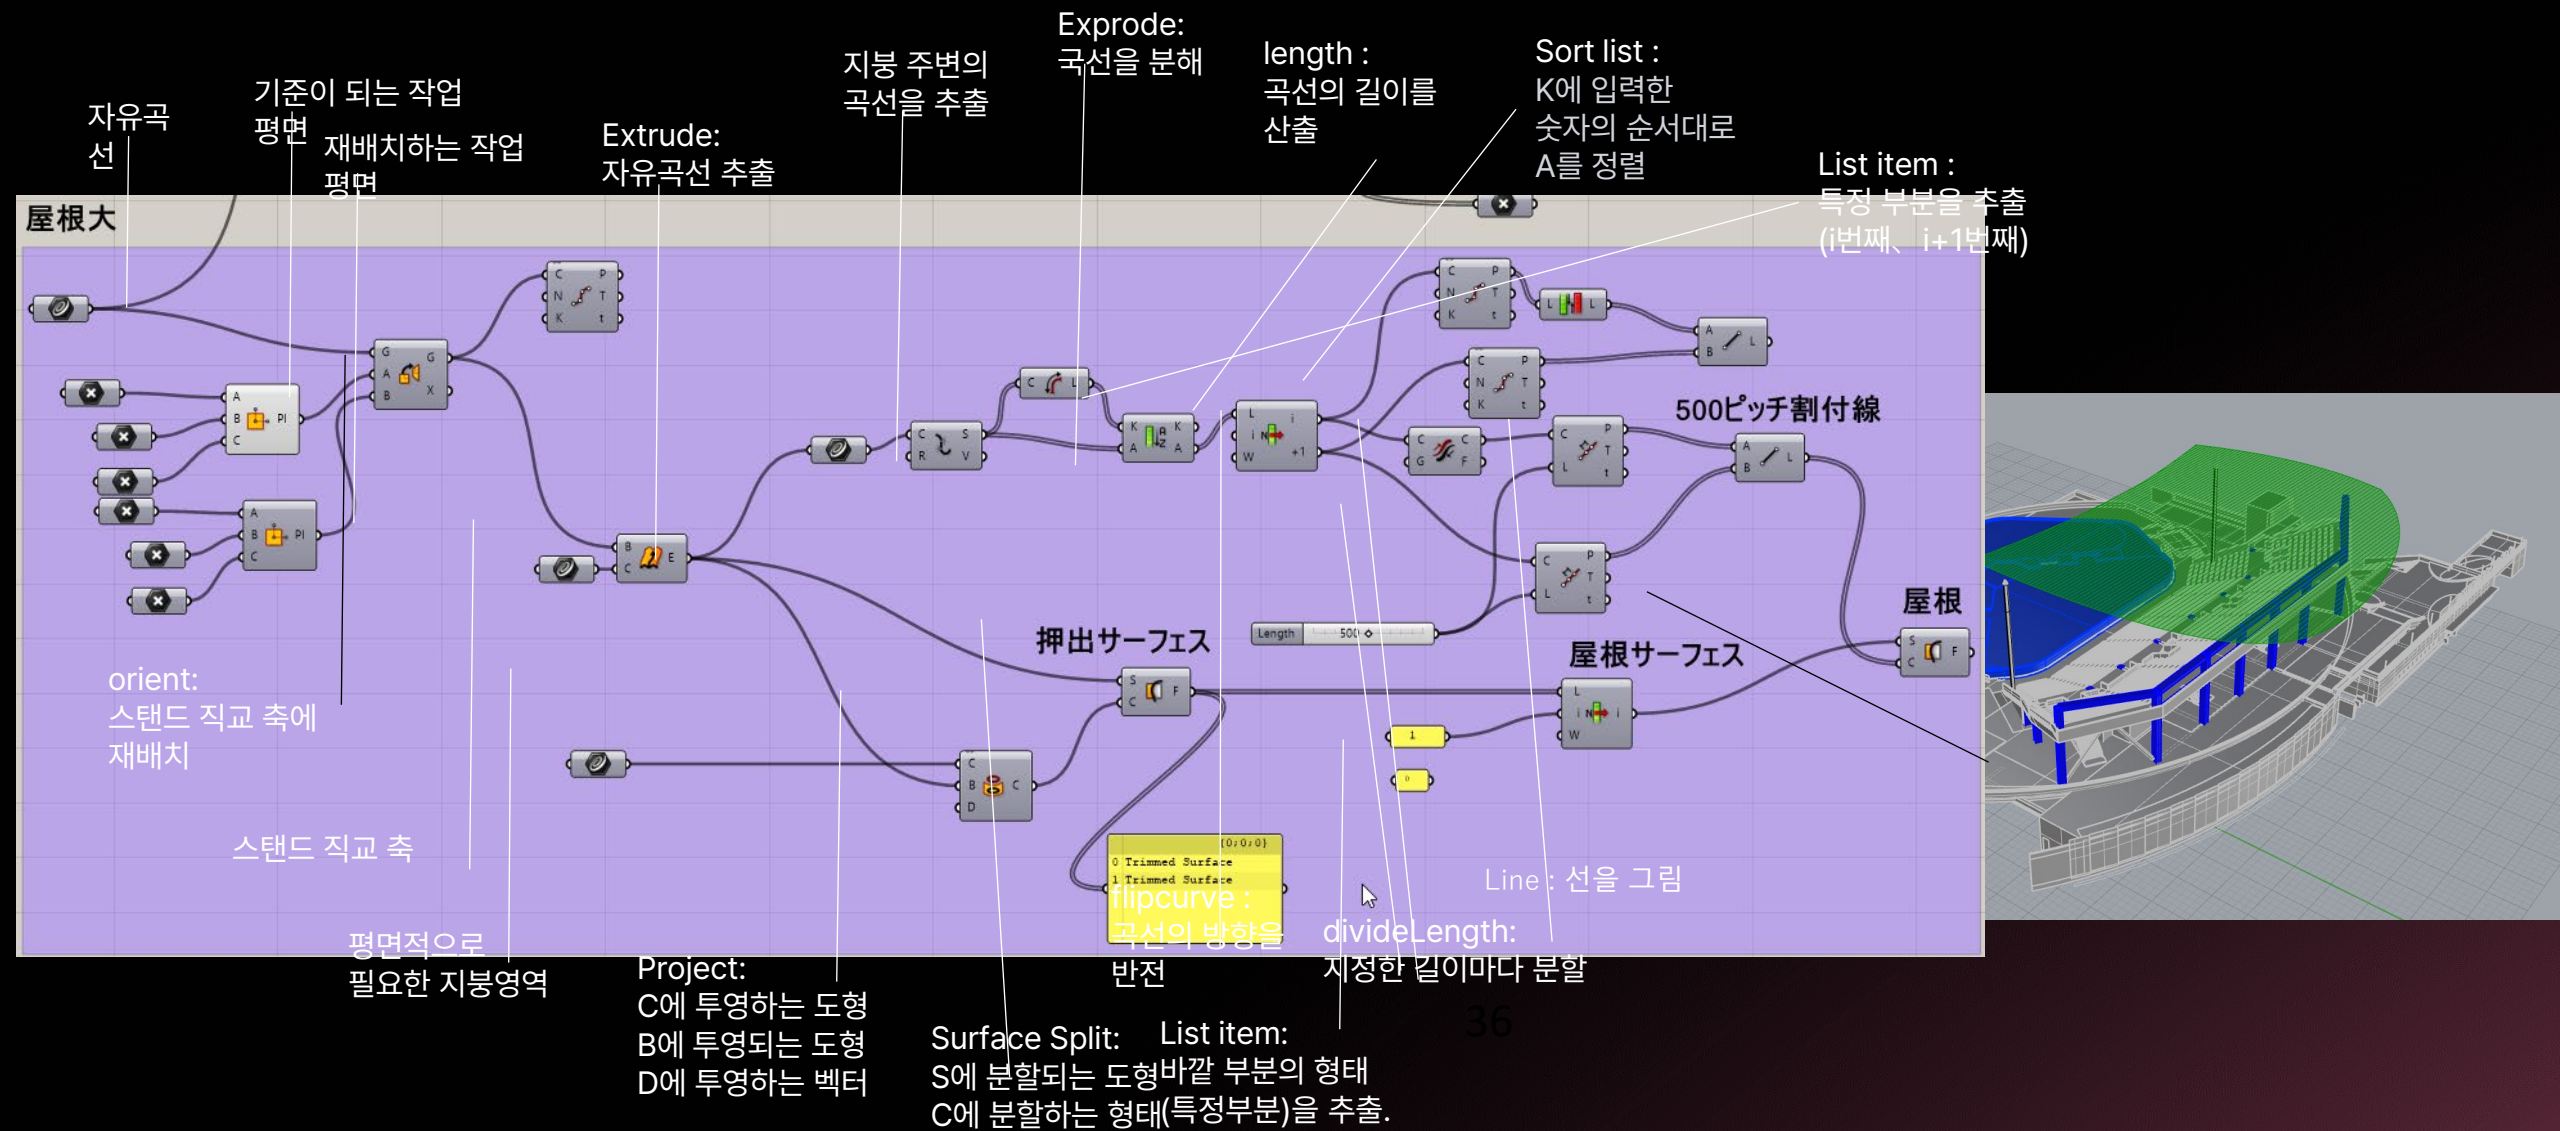 Exprode:
국선을 분해
지붕 주변의
곡선을 추출
length :
곡선의 길이를
산출
Sort list :
K에 입력한
숫자의 순서대로
A를 정렬
자유곡
선
기준이 되는 작업
평면
재배치하는 작업
평면
Extrude:
자유곡선 추출
List item :
특정 부분을 추출
(i번째、i+1번째)
屋根大
C P
N T
K t
C P
N T
K t
L L
A L
B
G G
A X
B
A
B Pl
C
C L
C P
N T
K t
500ピッチ割付線
C S
R V
K K
A A
L i
i +1
W
C C
G F
C P
T
L t
A L
B
A
B Pl
C
B E
C
C P
T
L t
Length 500
屋根
S F
C
押出サーフェス
屋根サーフェス
S F
C
L
i i
W
1
0
C
B C
D
{0;0;0}
0 Trimmed Surface
1 Trimmed Surface
orient:
스탠드 직교 축에
재배치
스탠드 직교 축
평면적으로
필요한 지붕영역
Project:
C에 투영하는 도형
B에 투영되는 도형
D에 투영하는 벡터
flipcurve :
곡선의 방향을
반전
Line : 선을 그림
divideLength:
지정한 길이마다 분할
36
Surface Split:
S에 분할되는 도형
C에 분할하는 형태
List item:
바깥 부분의 형태
(특정부분)을 추출.